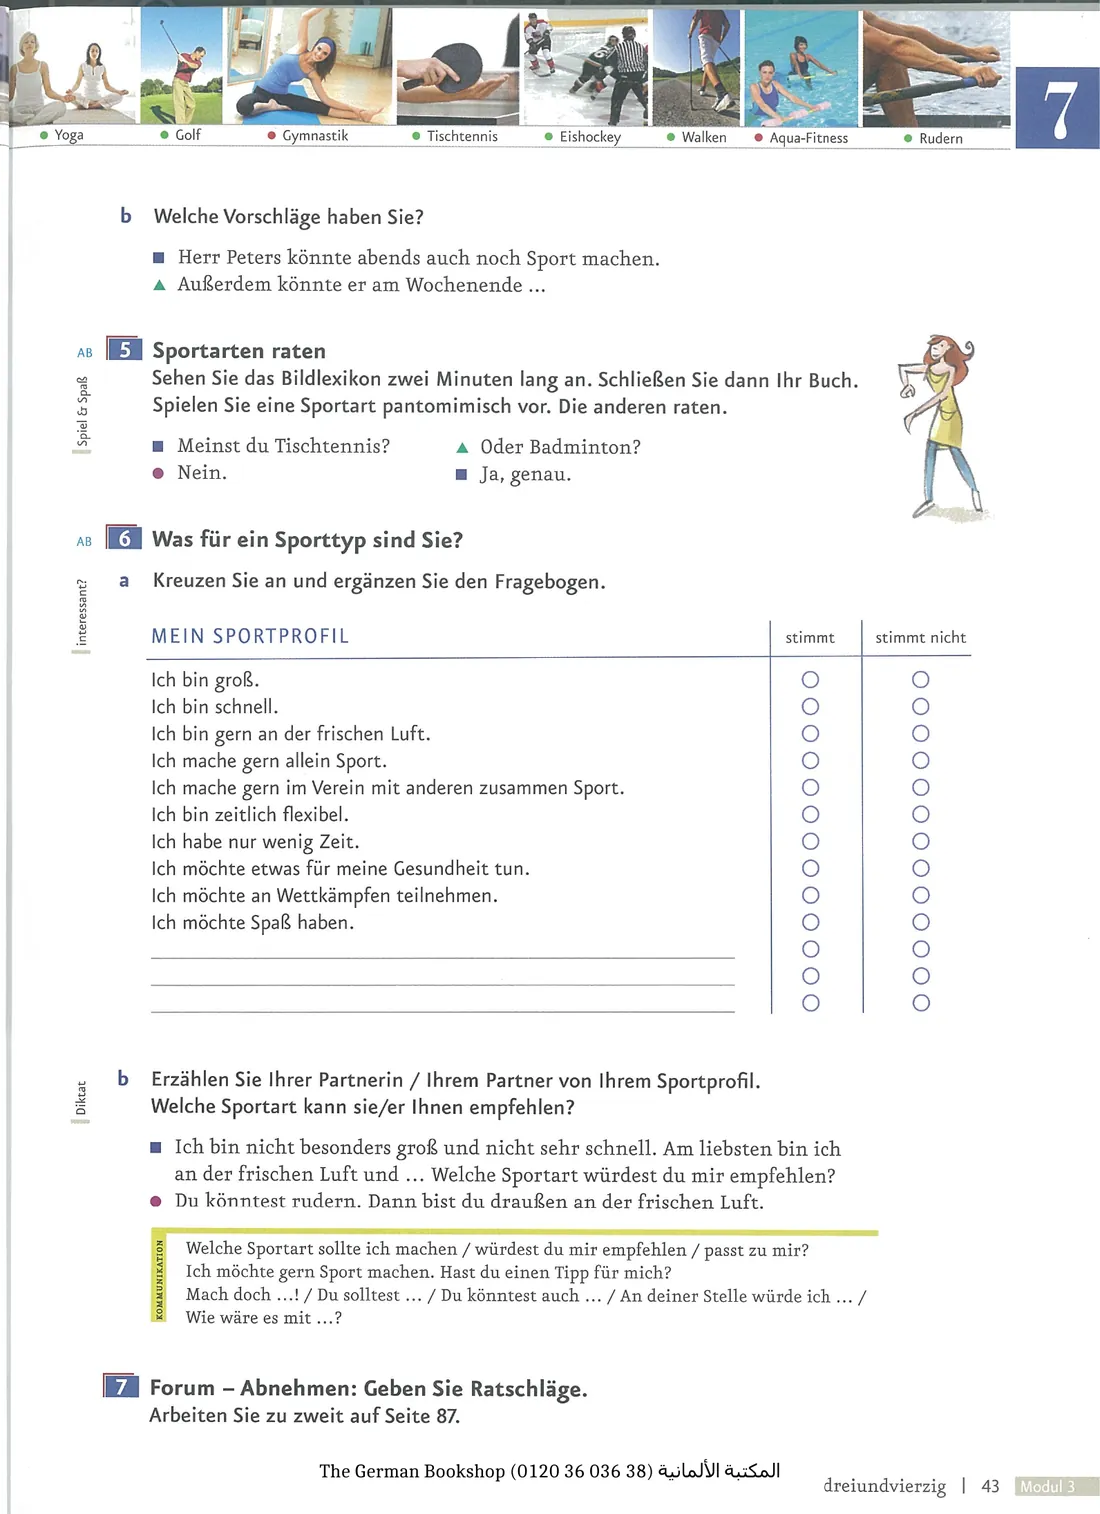 Yoga
Golf
Gymnastik
Tischtennis
Eishockey
Walken
Aqua-Fitness
Rudern
7
b Welche Vorschläge haben Sie?
Herr Peters könnte abends auch noch Sport machen.
Außerdem könnte er am Wochenende ...
AB 5 Sportarten raten
Spiel & Spaß
Sehen Sie das Bildlexikon zwei Minuten lang an. Schließen Sie dann Ihr Buch.
Spielen Sie eine Sportart pantomimisch vor. Die anderen raten.
Meinst du Tischtennis?
Nein.
Oder Badminton?
Ja, genau.
AB 6 Was für ein Sporttyp sind Sie?
interessant?
a Kreuzen Sie an und ergänzen Sie den Fragebogen.
MEIN SPORTPROFIL stimmt stimmt nicht
Ich bin groß.
Ich bin schnell.
Ich bin gern an der frischen Luft.
Ich mache gern allein Sport.
Ich mache gern im Verein mit anderen zusammen Sport.
Ich bin zeitlich flexibel.
Ich habe nur wenig Zeit.
Ich möchte etwas für meine Gesundheit tun.
Ich möchte an Wettkämpfen teilnehmen.
Ich möchte Spaß haben.
Diktat
b Erzählen Sie Ihrer Partnerin / Ihrem Partner von Ihrem Sportprofil.
Welche Sportart kann sie/er Ihnen empfehlen?
Ich bin nicht besonders groß und nicht sehr schnell. Am liebsten bin ich
an der frischen Luft und ... Welche Sportart würdest du mir empfehlen?
Du könntest rudern. Dann bist du draußen an der frischen Luft.
KOMMUNIKATION
Welche Sportart sollte ich machen / würdest du mir empfehlen / passt zu mir?
Ich möchte gern Sport machen. Hast du einen Tipp für mich?
Mach doch ...! / Du solltest ... / Du könntest auch ... / An deiner Stelle würde ich ... /
Wie wäre es mit ...?
7 Forum – Abnehmen: Geben Sie Ratschläge.
Arbeiten Sie zu zweit auf Seite 87.
The German Bookshop (0120 36 036 38) المكتبة الألمانية
dreiundvierzig | 43 Modul 3